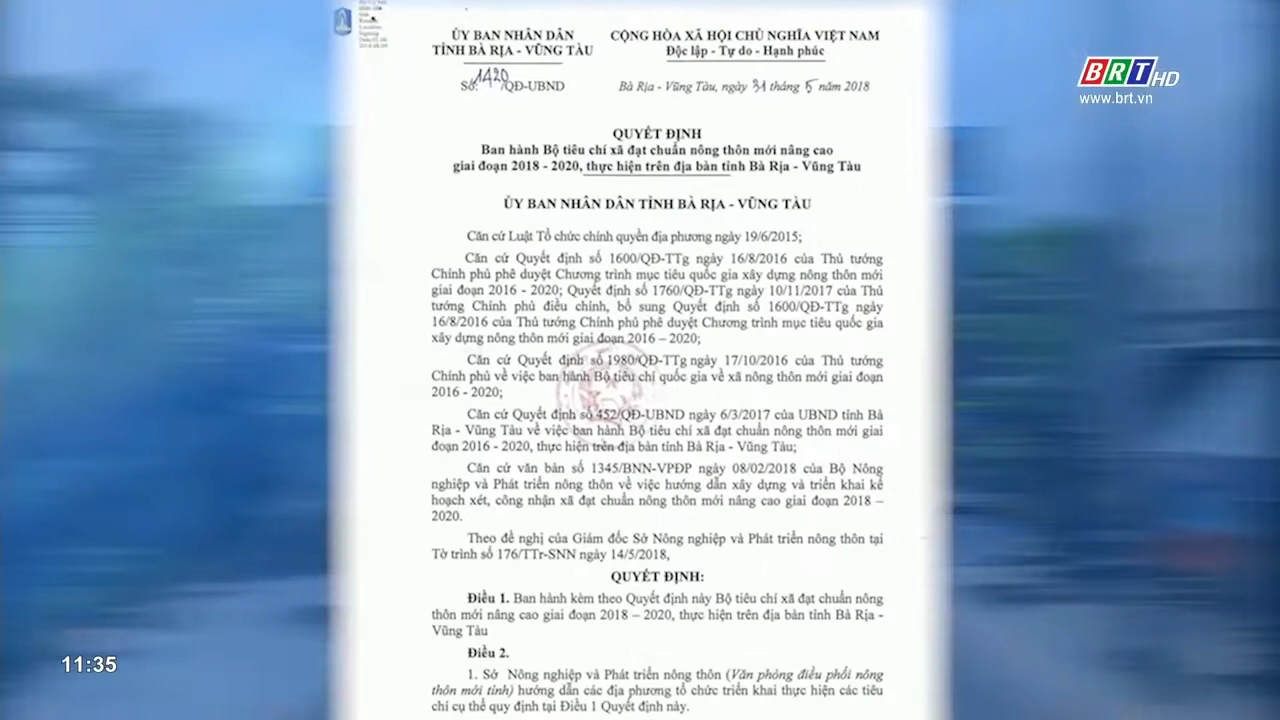 ỦY BAN NHÂN DÂN
TỈNH BÀ RỊA - VŨNG TÀU
CỘNG HÒA XÃ HỘI CHỦ NGHĨA VIỆT NAM
Độc lập - Tự do - Hạnh phúc
Số: 1420/QĐ-UBND
Bà Rịa - Vũng Tàu, ngày 31 tháng 5 năm 2018
BRT HD
www.brt.vn
QUYẾT ĐỊNH
Ban hành Bộ tiêu chí xã đạt chuẩn nông thôn mới nâng cao
giai đoạn 2018 - 2020, thực hiện trên địa bàn tỉnh Bà Rịa - Vũng Tàu
ỦY BAN NHÂN DÂN TỈNH BÀ RỊA - VŨNG TÀU
Căn cứ Luật Tổ chức chính quyền địa phương ngày 19/6/2015;
Căn cứ Quyết định số 1600/QĐ-TTg ngày 16/8/2016 của Thủ tướng
Chính phủ phê duyệt Chương trình mục tiêu quốc gia xây dựng nông thôn mới
giai đoạn 2016 - 2020; Quyết định số 1760/QĐ-TTg ngày 10/11/2017 của Thủ
tướng Chính phủ điều chỉnh, bổ sung Quyết định số 1600/QĐ-TTg ngày
16/8/2016 của Thủ tướng Chính phủ phê duyệt Chương trình mục tiêu quốc gia
xây dựng nông thôn mới giai đoạn 2016 – 2020;
Căn cứ Quyết định số 1980/QĐ-TTg ngày 17/10/2016 của Thủ tướng
Chính phủ về việc ban hành Bộ tiêu chí quốc gia về xã nông thôn mới giai đoạn
2016 - 2020;
Căn cứ Quyết định số 452/QĐ-UBND ngày 6/3/2017 của UBND tỉnh Bà
Rịa - Vũng Tàu về việc ban hành Bộ tiêu chí xã đạt chuẩn nông thôn mới giai
đoạn 2016 - 2020, thực hiện trên địa bàn tỉnh Bà Rịa - Vũng Tàu;
Căn cứ văn bản số 1345/BNN-VPĐP ngày 08/02/2018 của Bộ Nông
nghiệp và Phát triển nông thôn về việc hướng dẫn xây dựng và triển khai kế
hoạch xét, công nhận xã đạt chuẩn nông thôn mới nâng cao giai đoạn 2018 –
2020.
Theo đề nghị của Giám đốc Sở Nông nghiệp và Phát triển nông thôn tại
Tờ trình số 176/TTr-SNN ngày 14/5/2018,
QUYẾT ĐỊNH:
Điều 1. Ban hành kèm theo Quyết định này Bộ tiêu chí xã đạt chuẩn nông
thôn mới nâng cao giai đoạn 2018 – 2020, thực hiện trên địa bàn tỉnh Bà Rịa -
Vũng Tàu
Điều 2.
1. Sở Nông nghiệp và Phát triển nông thôn (Văn phòng điều phối nông
thôn mới tỉnh) hướng dẫn các địa phương tổ chức triển khai thực hiện các tiêu
chí cụ thể quy định tại Điều 1 Quyết định này.
11:35